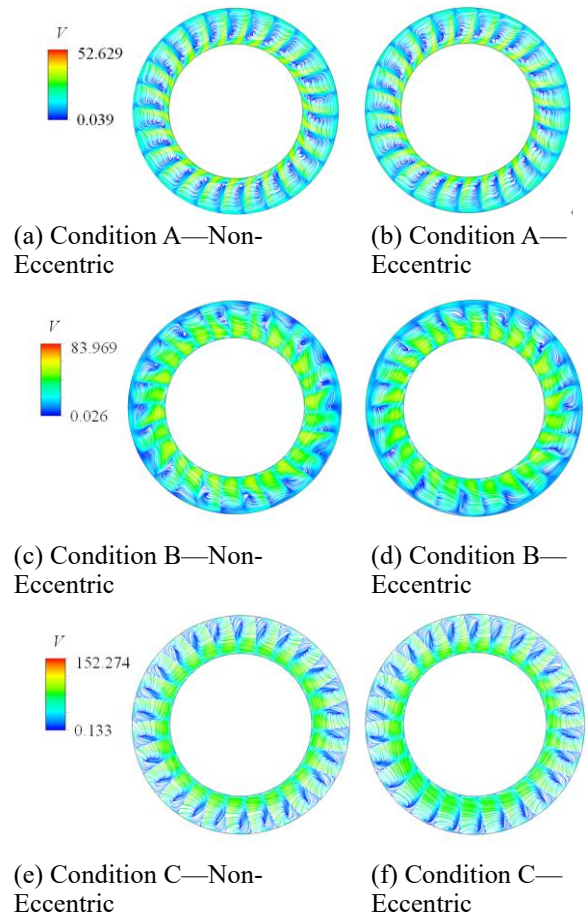 V
52.629
0.039
(a) Condition A—Non-
Eccentric
(b) Condition A—
Eccentric
V
83.969
0.026
(c) Condition B—Non-
Eccentric
(d) Condition B—
Eccentric
V
152.274
0.133
(e) Condition C—Non-
Eccentric
(f) Condition C—
Eccentric